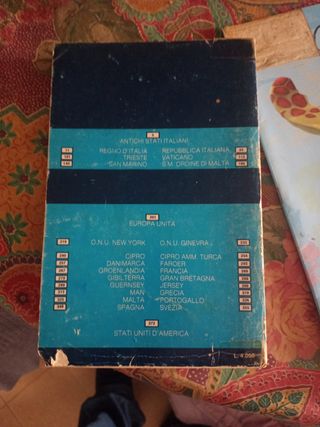 ANTICHI STATI ITALIANI
REGNO D'ITALIA REPUBBLICA ITALIANA
TRIESTE VATICANO
SAN MARINO S.M. ORDINE DI MALTA
EUROPA UNITA
O.N.U. NEW YORK O.N.U. GINEVRA
CIPRO CIPRO AMM. TURCA
DANIMARCA FAROER
GROENLANDIA FRANCIA
GIBILTERRA GRAN BRETAGNA
GUERNSEY JERSEY
MAN GRECIA
MALTA PORTOGALLO
SPAGNA SVEZIA
STATI UNITI D'AMERICA
L. 4.000